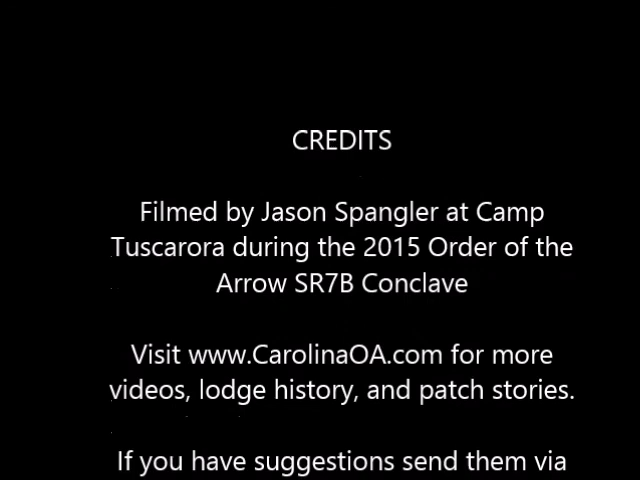 CREDITS
Filmed by Jason Spangler at Camp
Tuscarora during the 2015 Order of the
Arrow SR7B Conclave
Visit www.CarolinaOA.com for more
videos, lodge history, and patch stories.
If you have suggestions send them via